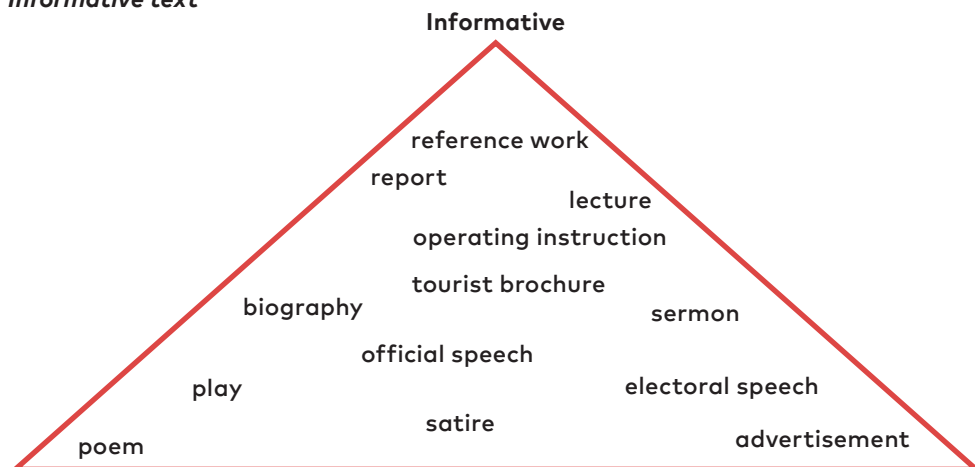 Informative text
Informative
reference work
report
lecture
operating instruction
tourist brochure
biography
sermon
official speech
play
electoral speech
satire
advertisement
poem